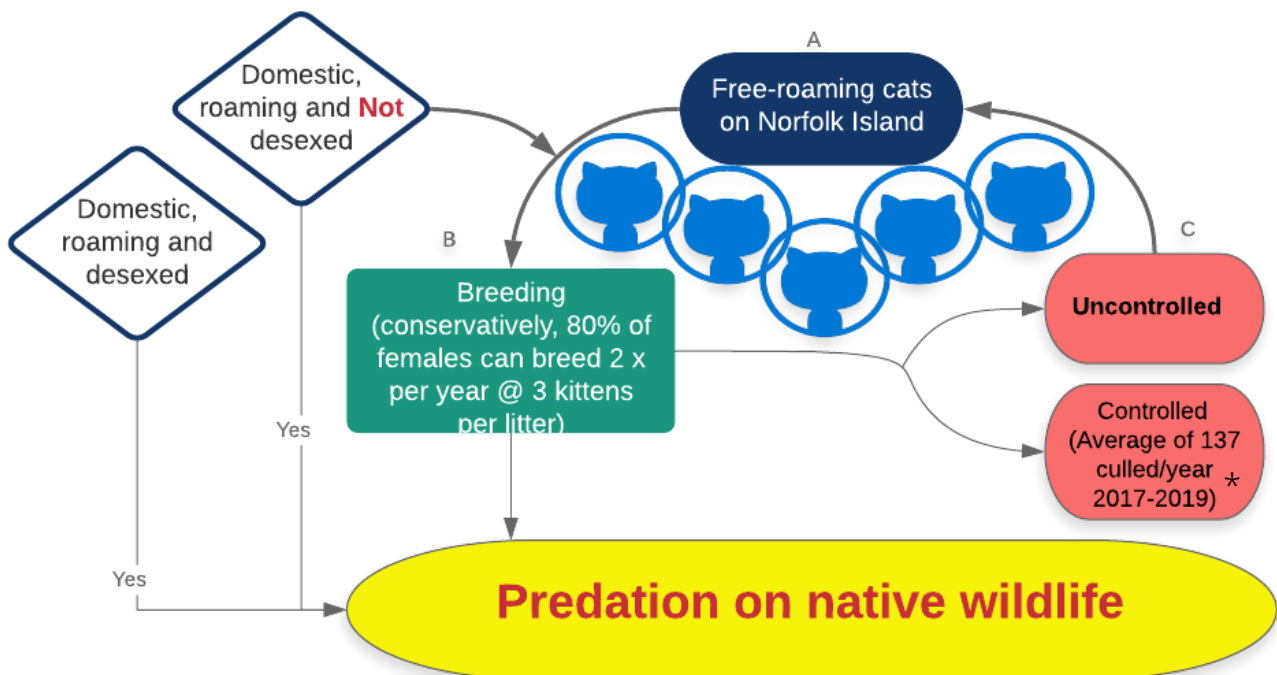 Domestic,
roaming and Not
desexed
Domestic,
roaming and
desexed
A
Free-roaming cats
on Norfolk Island
B
Breeding
(conservatively, 80% of
females can breed 2 x
per year @ 3 kittens
per litter)
C
Uncontrolled
Controlled
(Average of 137
culled/year
2017-2019) *
Yes
Yes
Predation on native wildlife